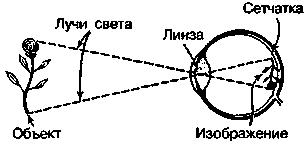 Сетчатка
Лучи света
Линза
Объект
Изображение